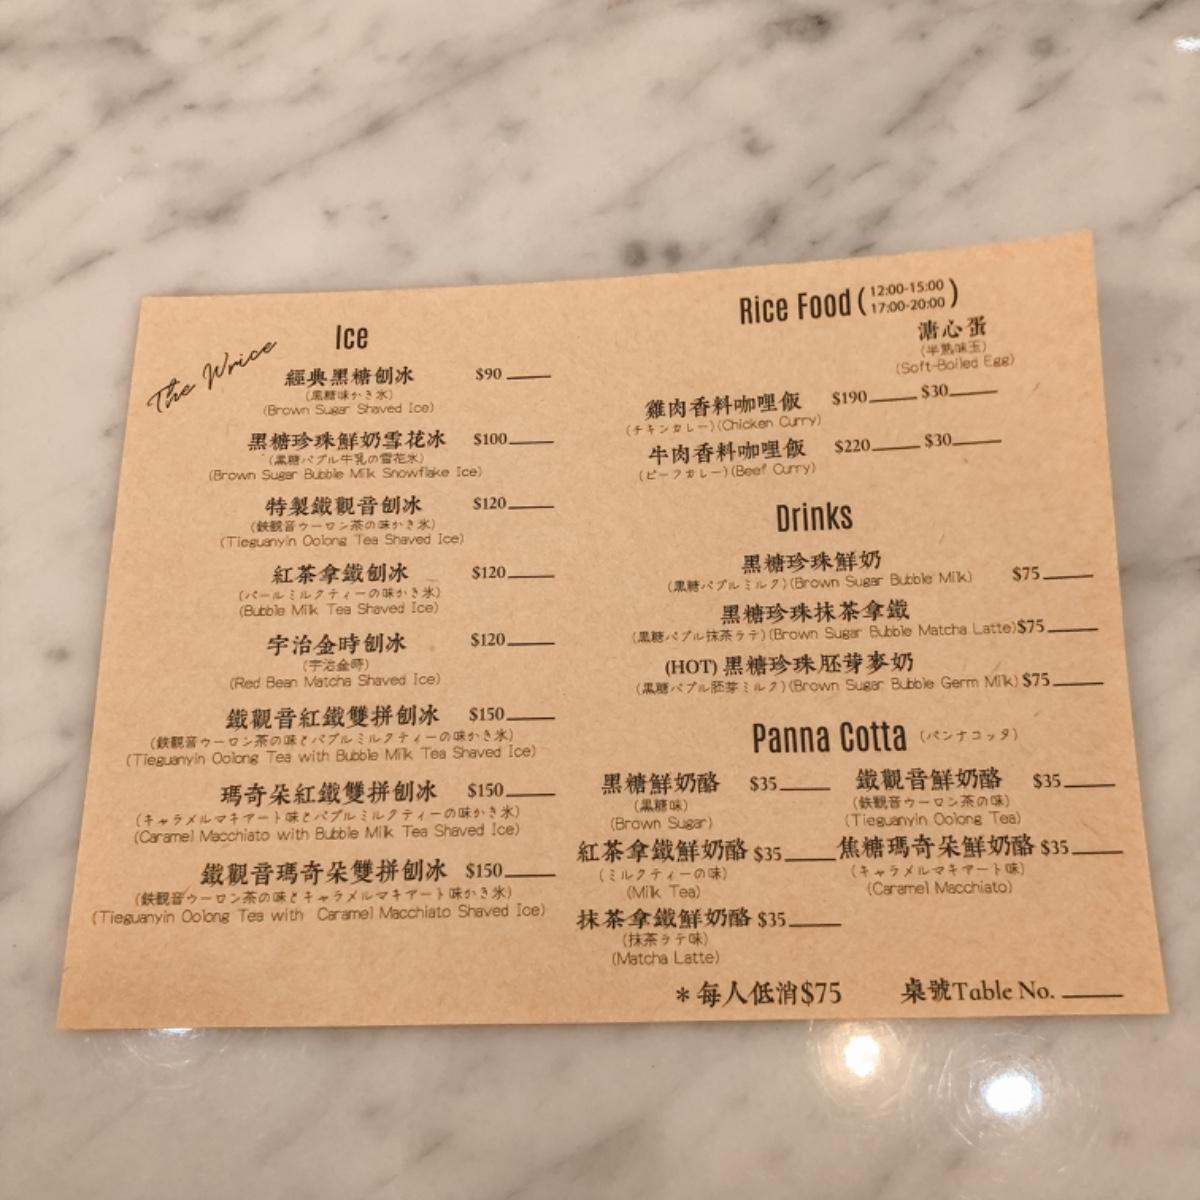 The Wrice
Ice
經典黑糖刨冰 $90
(黒糖味かき氷)
(Brown Sugar Shaved Ice)
黑糖珍珠鮮奶雪花冰 $100
(黒糖バブル牛乳の雪花氷)
(Brown Sugar Bubble Milk Snowflake Ice)
特製鐵觀音刨冰 $120
(鉄観音ウーロン茶の味かき氷)
(Tieguanyin Oolong Tea Shaved Ice)
紅茶拿鐵刨冰 $120
(パールミルクティーの味かき氷)
(Bubble Milk Tea Shaved Ice)
宇治金時刨冰 $120
(宇治金時)
(Red Bean Matcha Shaved Ice)
鐵觀音紅鐵雙拼刨冰 $150
(鉄観音ウーロン茶の味とバブルミルクティーの味かき氷)
(Tieguanyin Oolong Tea with Bubble Milk Tea Shaved Ice)
瑪奇朵紅鐵雙拼刨冰 $150
(キャラメルマキアート味とバブルミルクティーの味かき氷)
(Caramel Macchiato with Bubble Milk Tea Shaved Ice)
鐵觀音瑪奇朵雙拼刨冰 $150
(鉄観音ウーロン茶の味とキャラメルマキアート味かき氷)
(Tieguanyin Oolong Tea with Caramel Macchiato Shaved Ice)
Rice Food (12:00-15:00
17:00-20:00)
溏心蛋
(半熟味玉)
(Soft-Boiled Egg)
雞肉香料咖哩飯 $190 $30
(チキンカレー)(Chicken Curry)
牛肉香料咖哩飯 $220 $30
(ビーフカレー)(Beef Curry)
Drinks
黑糖珍珠鮮奶
(黒糖バブルミルク)(Brown Sugar Bubble Milk) $75
黑糖珍珠抹茶拿鐵
(黒糖バブル抹茶ラテ)(Brown Sugar Bubble Matcha Latte) $75
(HOT) 黑糖珍珠胚芽麥奶
(黒糖バブル胚芽ミルク)(Brown Sugar Bubble Germ Milk) $75
Panna Cotta (パンナコッタ)
黑糖鮮奶酪 $35 鐵觀音鮮奶酪 $35
(黒糖味) (鉄観音ウーロン茶の味)
(Brown Sugar) (Tieguanyin Oolong Tea)
紅茶拿鐵鮮奶酪 $35 焦糖瑪奇朵鮮奶酪 $35
(ミルクティーの味) (キャラメルマキアート味)
(Milk Tea) (Caramel Macchiato)
抹茶拿鐵鮮奶酪 $35
(抹茶ラテ味)
(Matcha Latte)
*每人低消$75 桌號Table No.